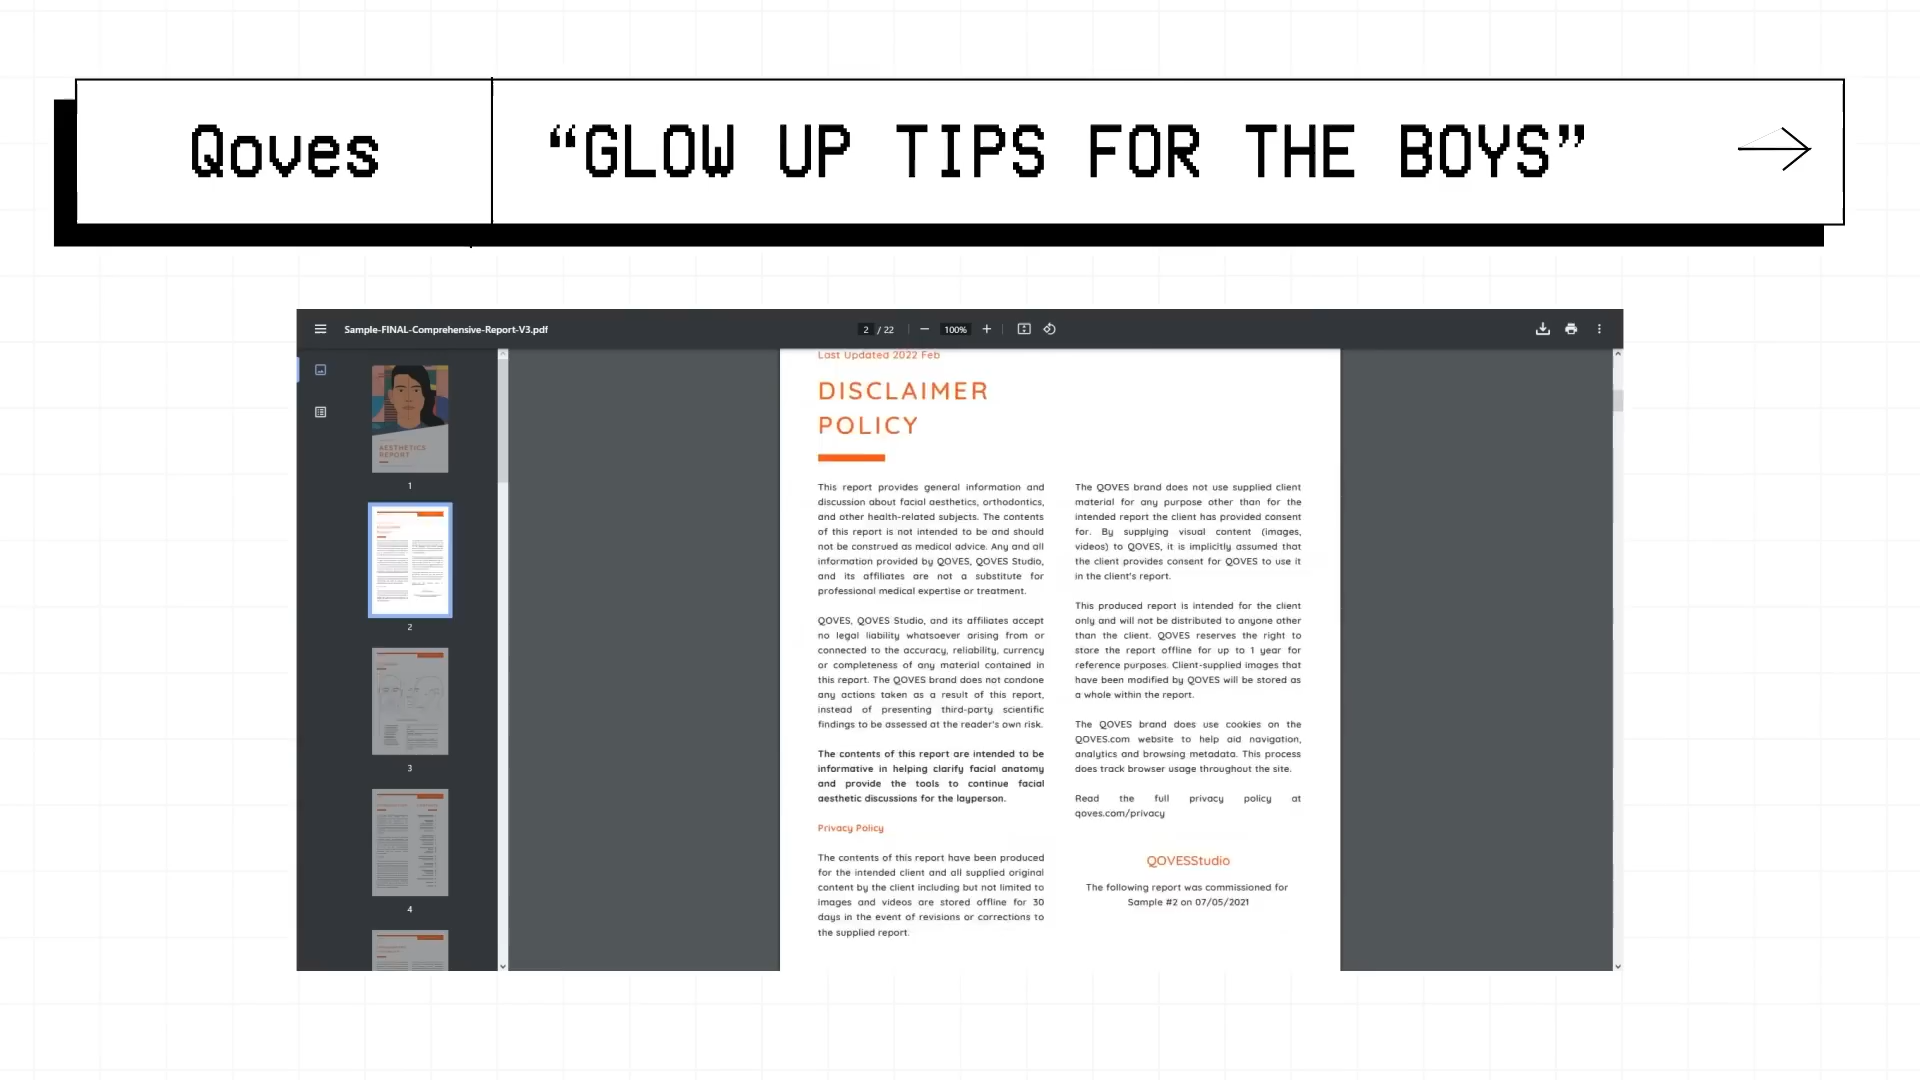 Qoves
“GLOW UP TIPS FOR THE BOYS”
Sample-FINAL-Comprehensive-Report-V3.pdf
2 / 22
100%
AESTHETICS
REPORT
1
2
3
4
Last Updated 2022 Feb
DISCLAIMER
POLICY
This report provides general information and
discussion about facial aesthetics, orthodontics,
and other health-related subjects. The contents
of this report is not intended to be and should
not be construed as medical advice. Any and all
information provided by QOVES, QOVES Studio,
and its affiliates are not a substitute for
professional medical expertise or treatment.
QOVES, QOVES Studio, and its affiliates accept
no legal liability whatsoever arising from or
connected to the accuracy, reliability, currency
or completeness of any material contained in
this report. The QOVES brand does not condone
any actions taken as a result of this report,
instead of presenting third-party scientific
findings to be assessed at the reader's own risk.
The contents of this report are intended to be
informative in helping clarify facial anatomy
and provide the tools to continue facial
aesthetic discussions for the layperson.
Privacy Policy
The contents of this report have been produced
for the intended client and all supplied original
content by the client including but not limited to
images and videos are stored offline for 30
days in the event of revisions or corrections to
the supplied report.
The QOVES brand does not use supplied client
material for any purpose other than for the
intended report the client has provided consent
for. By supplying visual content (images,
videos) to QOVES, it is implicitly assumed that
the client provides consent for QOVES to use it
in the client's report.
This produced report is intended for the client
only and will not be distributed to anyone other
than the client. QOVES reserves the right to
store the report offline for up to 1 year for
reference purposes. Client-supplied images that
have been modified by QOVES will be stored as
a whole within the report.
The QOVES brand does use cookies on the
QOVES.com website to help aid navigation,
analytics and browsing metadata. This process
does track browser usage throughout the site.
Read the full privacy policy at
qoves.com/privacy
QOVESStudio
The following report was commissioned for
Sample #2 on 07/05/2021